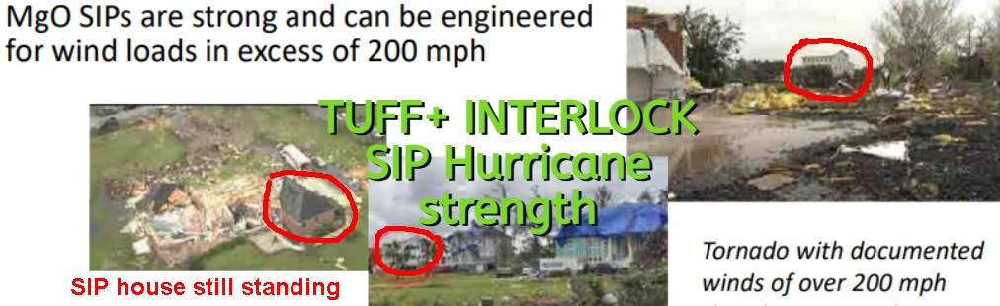 MgO SIPs are strong and can be engineered
for wind loads in excess of 200 mph
TUFF+ INTERLOCK
SIP Hurricane
strength
SIP house still standing
Tornado with documented
winds of over 200 mph